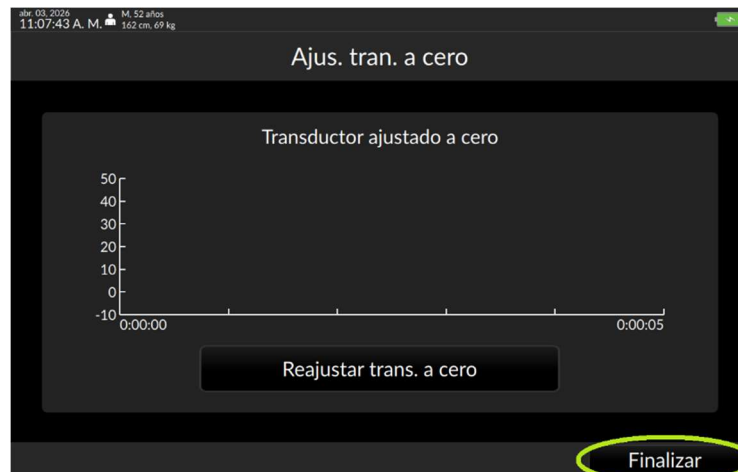 abr. 03, 2026
11:07:43 A. M.
M, 52 años
162 cm, 69 kg
Ajus. tran. a cero
Transductor ajustado a cero
50
40
30
20
10
0
-10
0:00:00
0:00:05
Reajustar trans. a cero
Finalizar